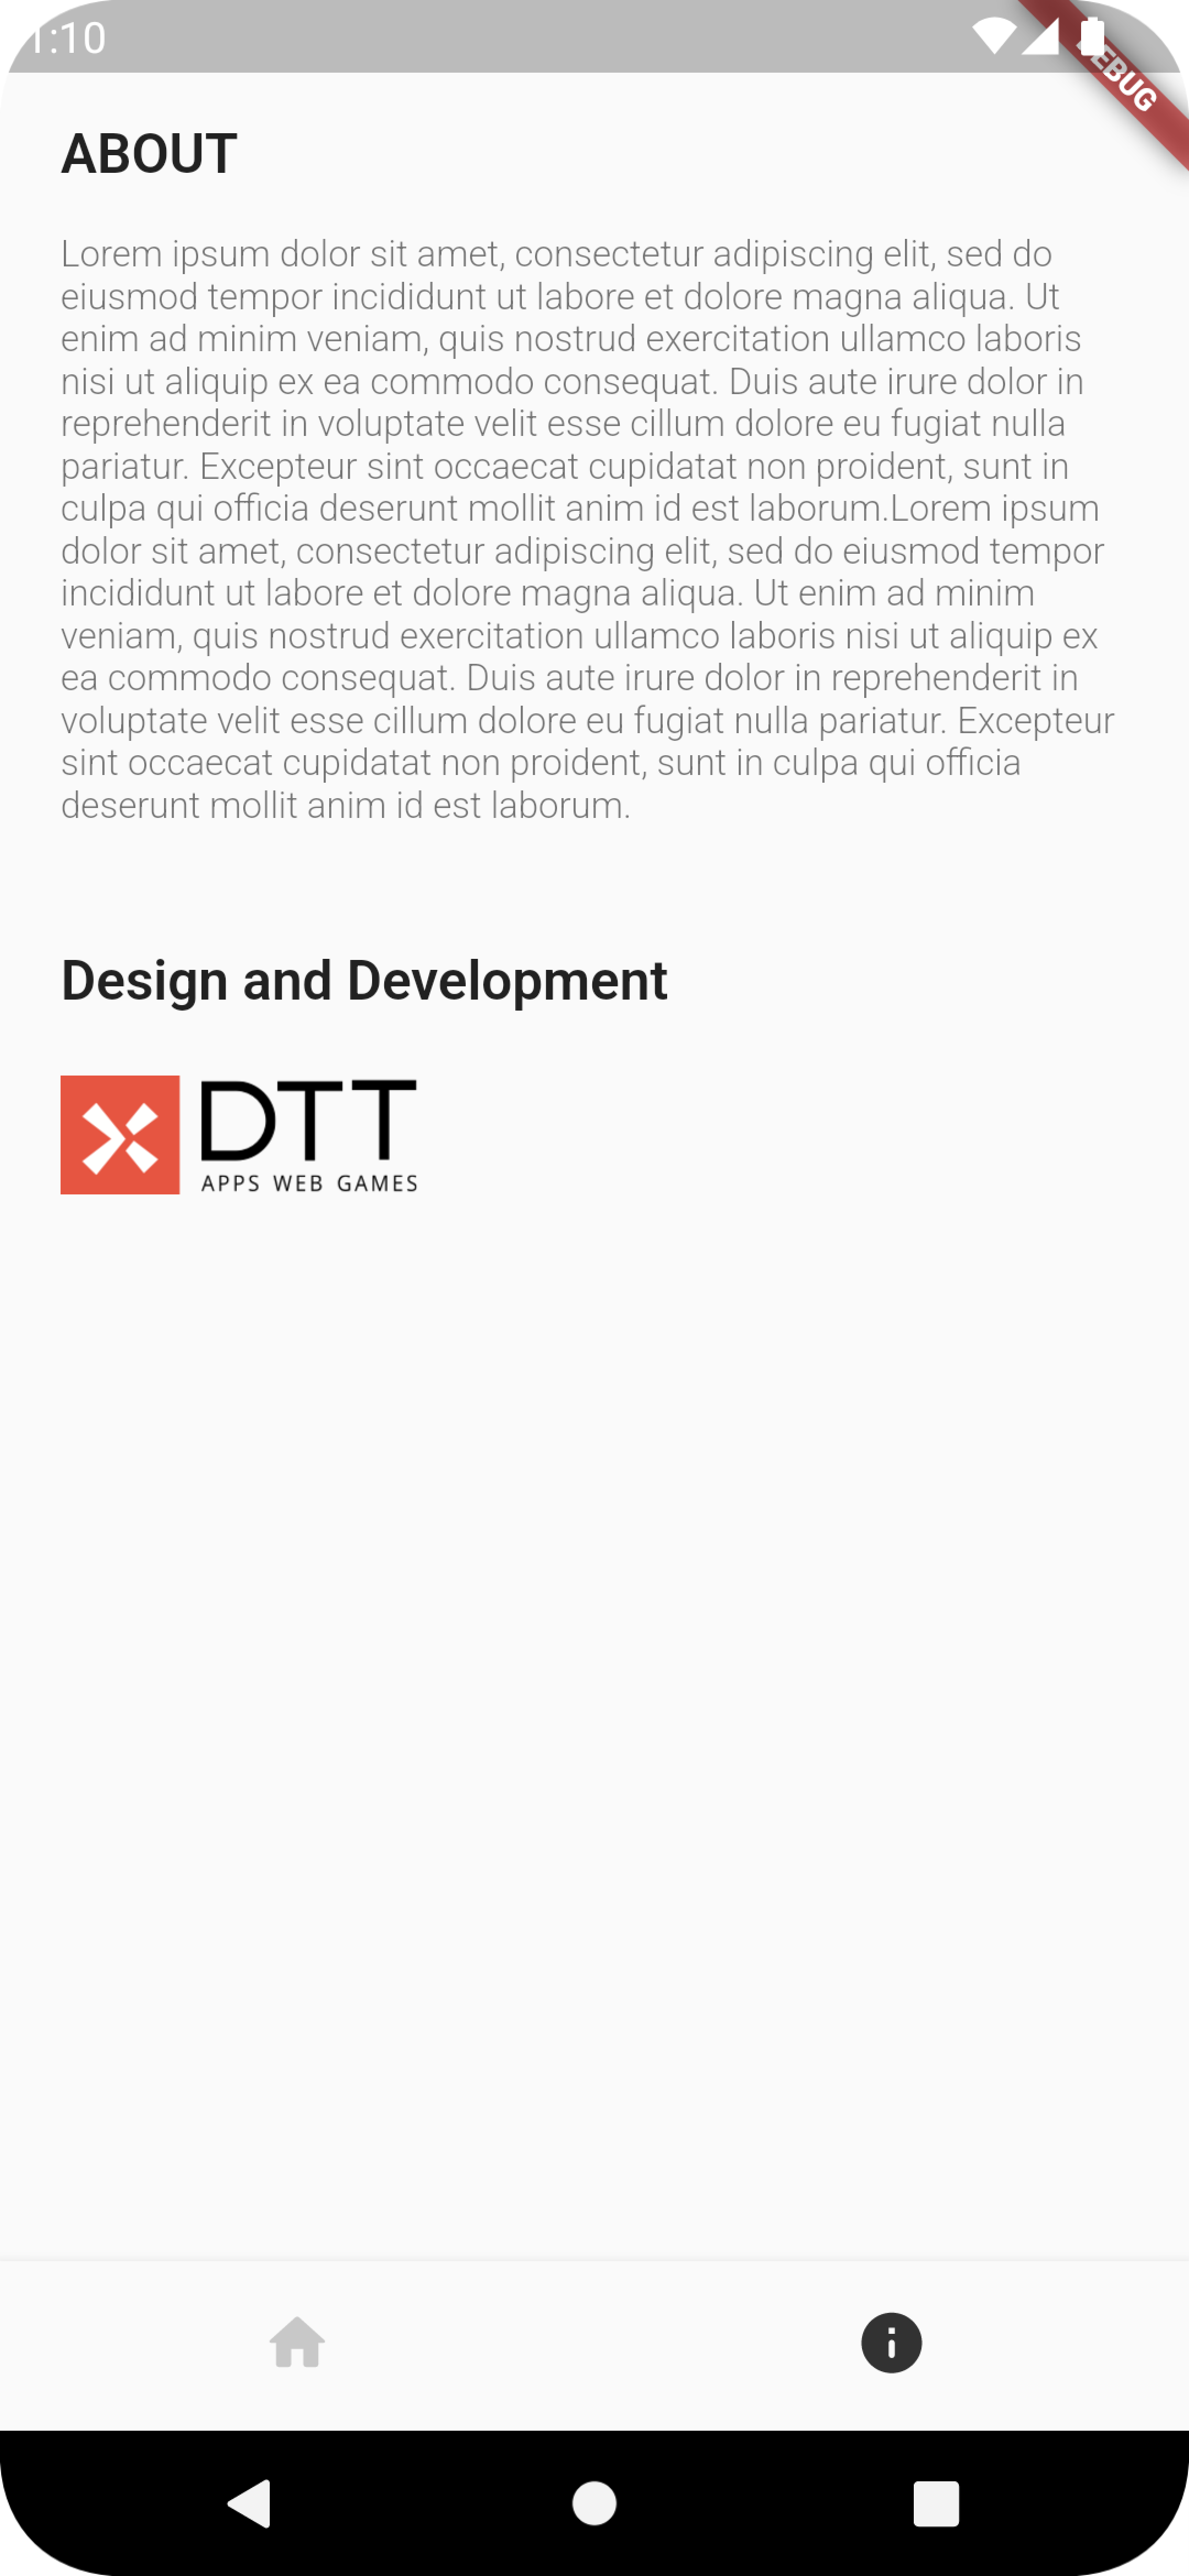 1:10
DEBUG
ABOUT
Lorem ipsum dolor sit amet, consectetur adipiscing elit, sed do
eiusmod tempor incididunt ut labore et dolore magna aliqua. Ut
enim ad minim veniam, quis nostrud exercitation ullamco laboris
nisi ut aliquip ex ea commodo consequat. Duis aute irure dolor in
reprehenderit in voluptate velit esse cillum dolore eu fugiat nulla
pariatur. Excepteur sint occaecat cupidatat non proident, sunt in
culpa qui officia deserunt mollit anim id est laborum.Lorem ipsum
dolor sit amet, consectetur adipiscing elit, sed do eiusmod tempor
incididunt ut labore et dolore magna aliqua. Ut enim ad minim
veniam, quis nostrud exercitation ullamco laboris nisi ut aliquip ex
ea commodo consequat. Duis aute irure dolor in reprehenderit in
voluptate velit esse cillum dolore eu fugiat nulla pariatur. Excepteur
sint occaecat cupidatat non proident, sunt in culpa qui officia
deserunt mollit anim id est laborum.
Design and Development
DTT
APPS WEB GAMES